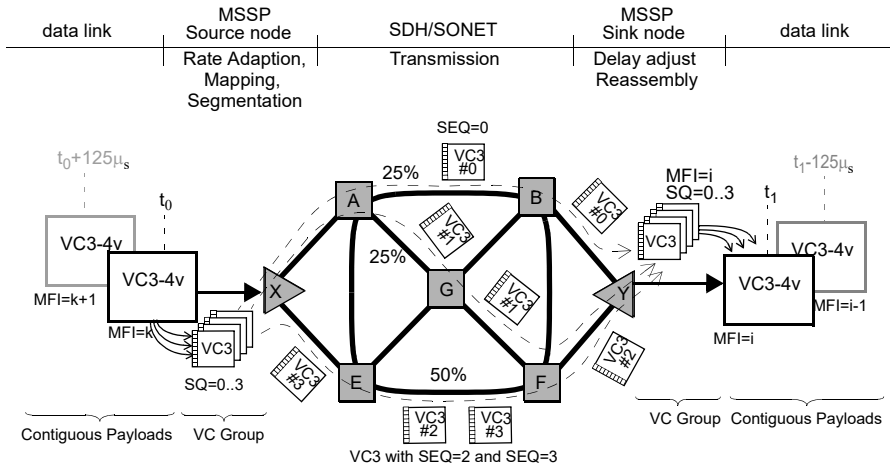 MSSP
MSSP
data link
Source node
SDH/SONET
Sink node
data link
Rate Adaption,
Mapping,
Segmentation
Transmission
Delay adjust
Reassembly
SEQ=0
t0+125μs
t0
VC3-4v
VC3-4v
MFI=k+1
MFI=k
VC3
SQ=0..3
X
A
B
G
E
F
Y
25%
25%
50%
VC3
#0
VC3
#1
VC3
#0
VC3
#1
VC3
#3
VC3
#2
VC3
#2
VC3
#3
VC3 with SEQ=2 and SEQ=3
MFI=i
SQ=0..3
VC3
t1
t1-125μs
VC3-4v
VC3-4v
MFI=i-1
MFI=i
Contiguous Payloads
VC Group
VC Group
Contiguous Payloads